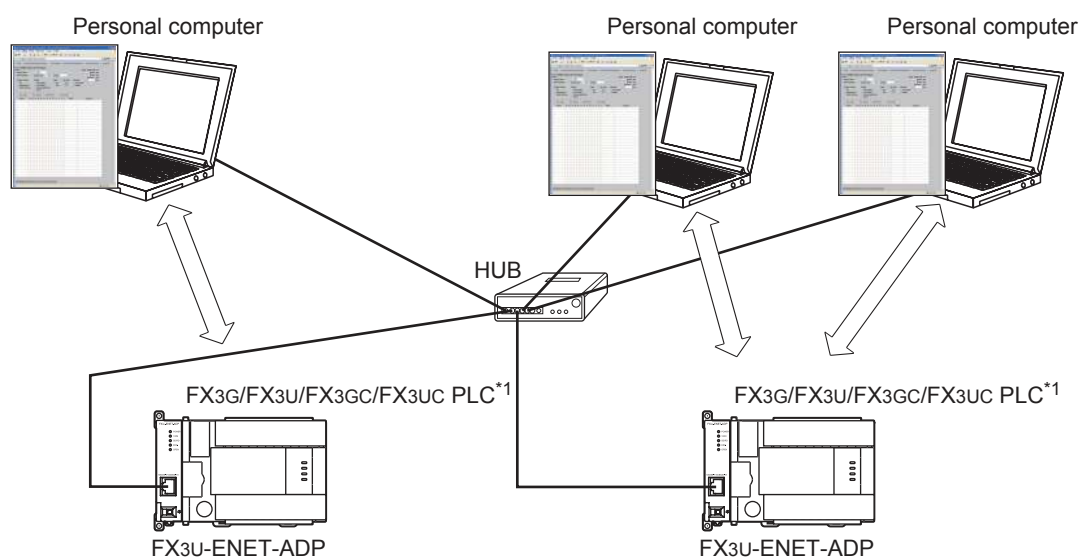 Personal computer
Personal computer
Personal computer
HUB
FX3G/FX3U/FX3GC/FX3UC PLC*1
FX3G/FX3U/FX3GC/FX3UC PLC*1
FX3U-ENET-ADP
FX3U-ENET-ADP